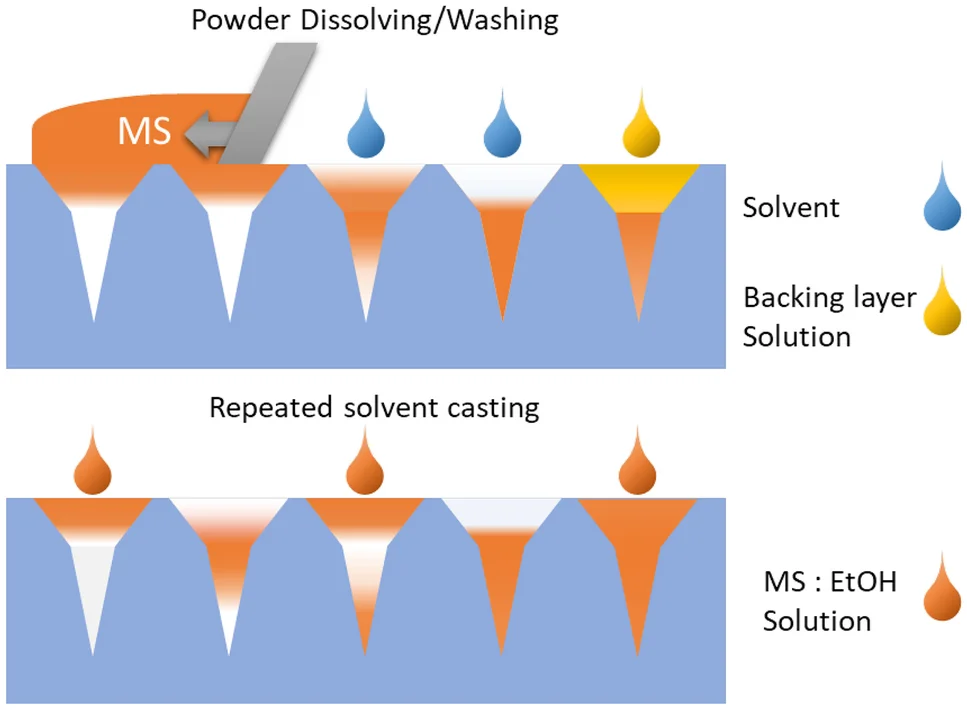 Powder Dissolving/Washing
MS
Solvent
Backing layer
Solution
Repeated solvent casting
MS : EtOH
Solution